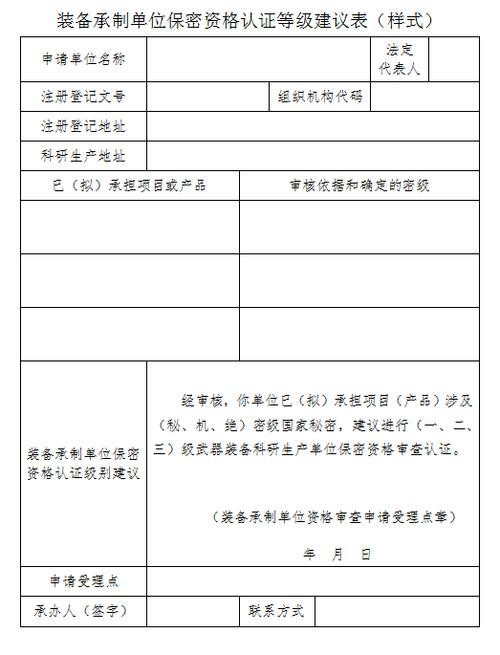 装备承制单位保密资格认证等级建议表（样式）
申请单位名称
法定
代表人
注册登记文号
组织机构代码
注册登记地址
科研生产地址
已（拟）承担项目或产品
审核依据和确定的密级
装备承制单位保密
资格认证级别建议
经审核，你单位已（拟）承担项目（产品）涉及
（秘、机、绝）密级国家秘密，建议进行（一、二、
三）级武器装备科研生产单位保密资格审查认证。
（装备承制单位资格审查申请受理点章）
年 月 日
申请受理点
承办人（签字）
联系方式